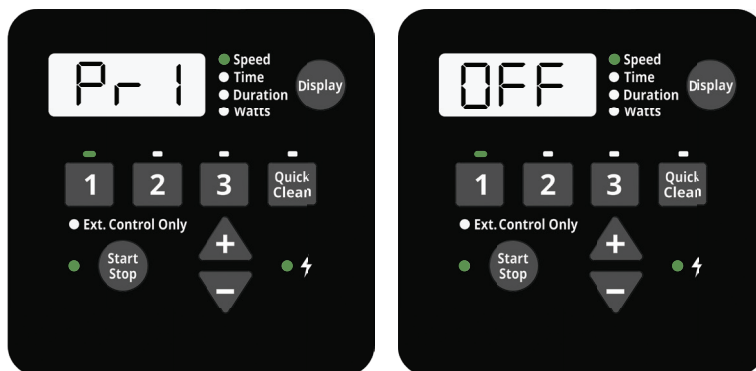 Pr 1
Speed
Time
Duration
Watts
Display
1
2
3
Quick
Clean
Ext. Control Only
Start
Stop
+
−
OFF
Speed
Time
Duration
Watts
Display
1
2
3
Quick
Clean
Ext. Control Only
Start
Stop
+
−